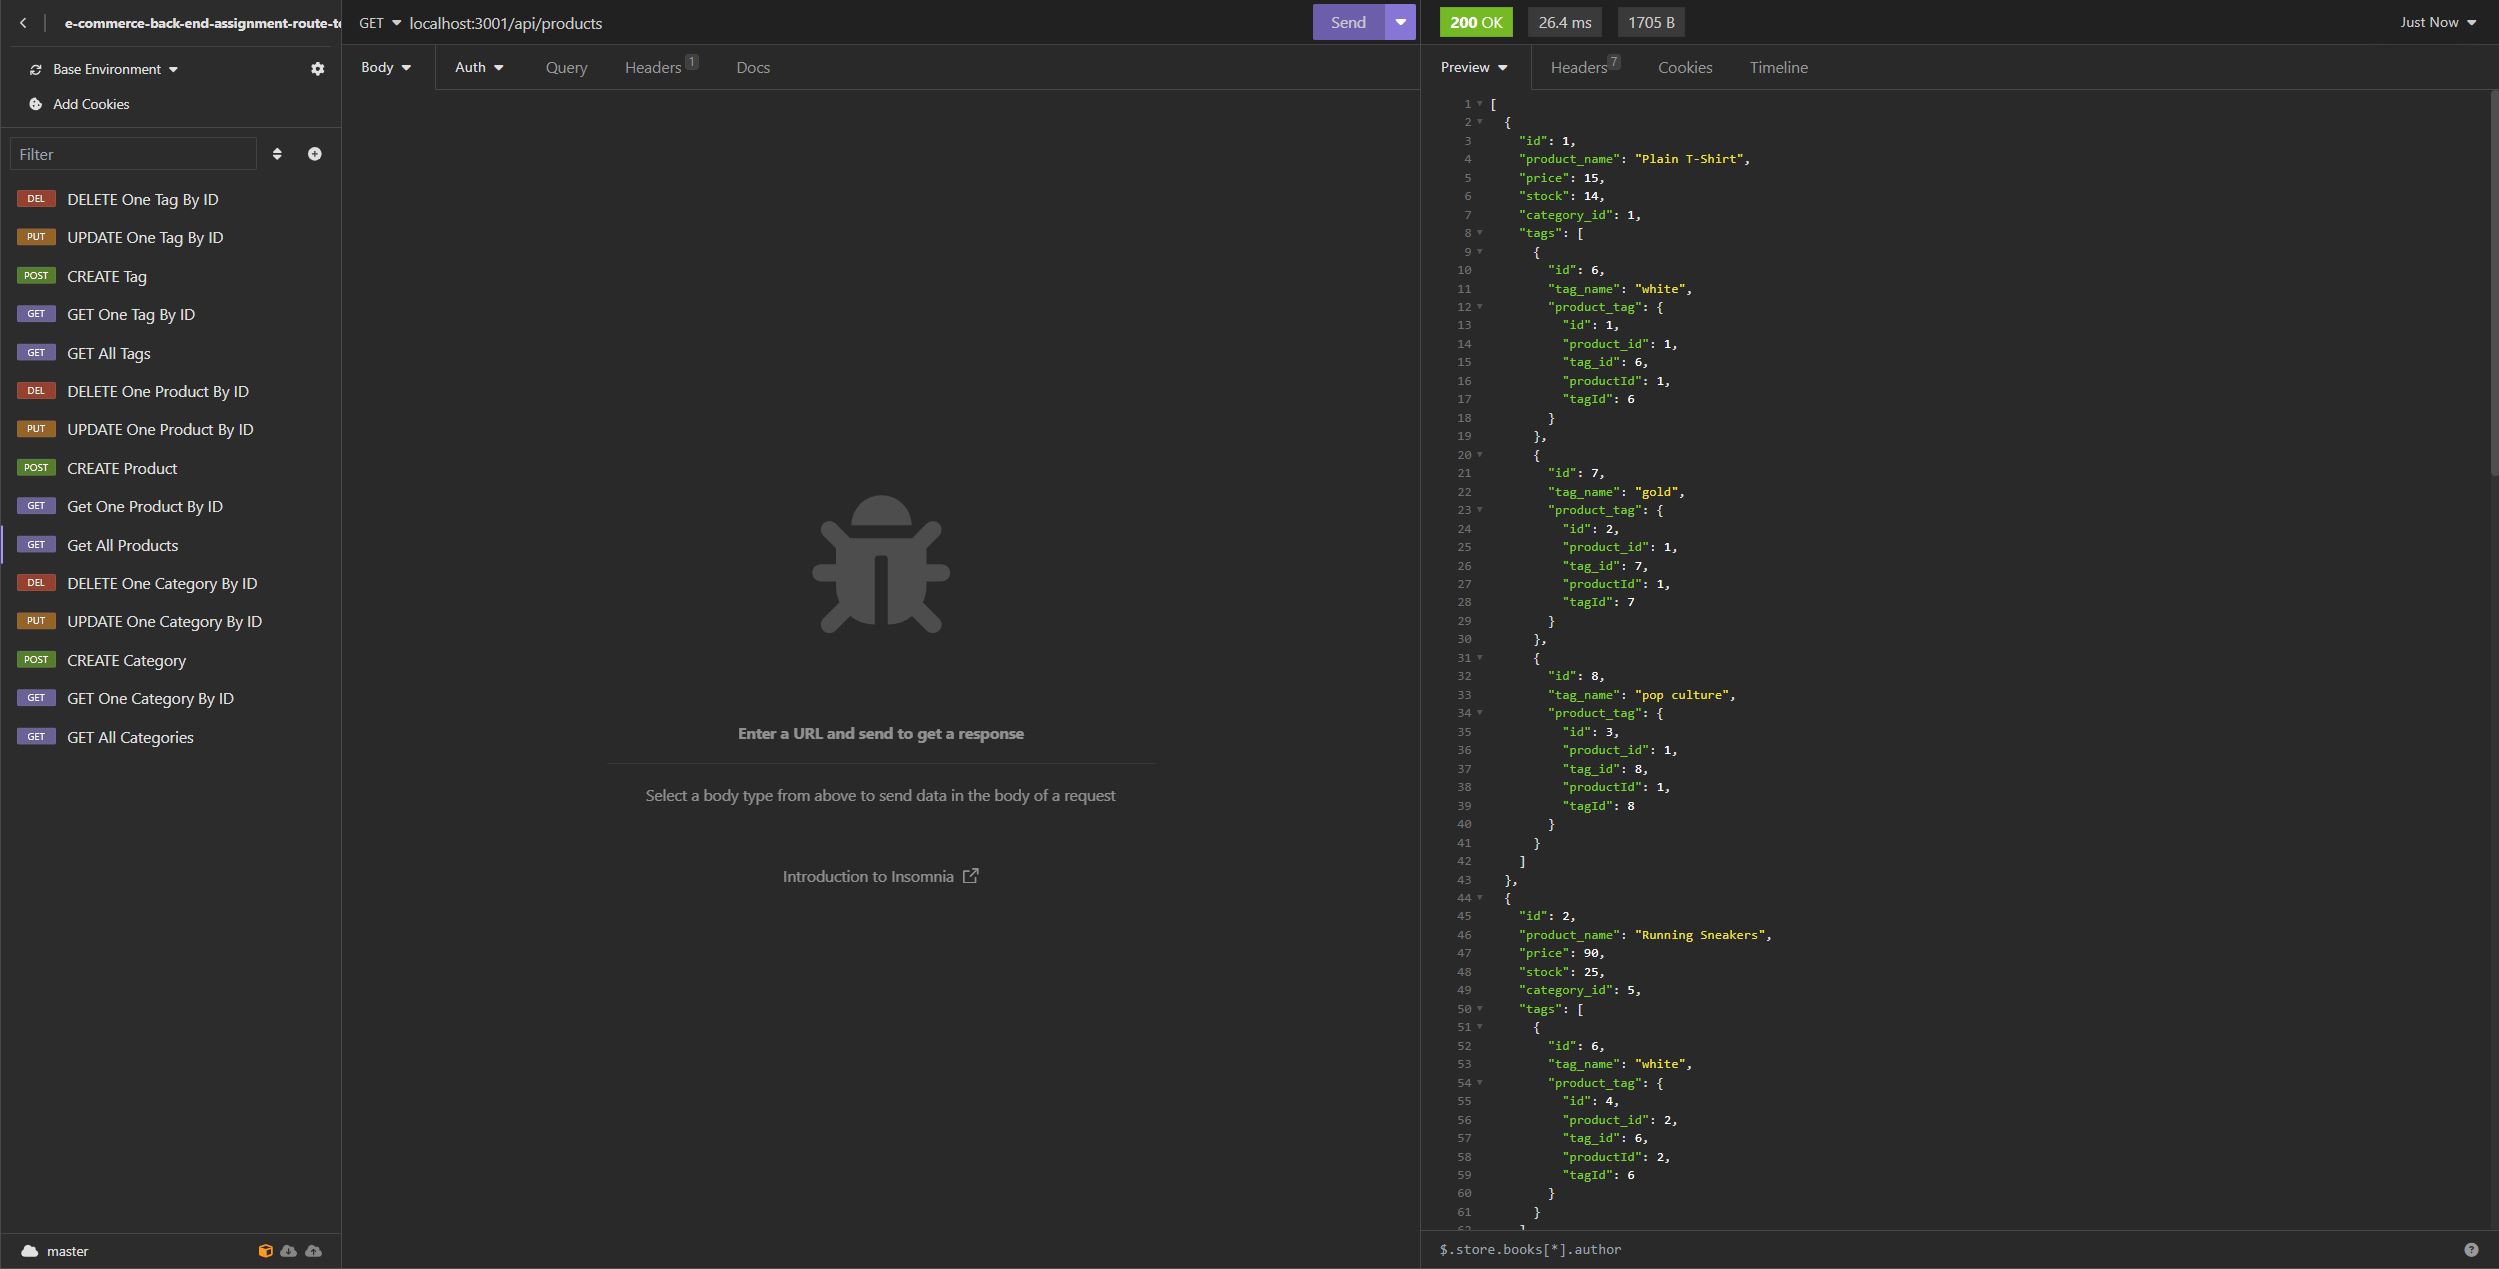 e-commerce-back-end-assignment-route-te
Base Environment
Add Cookies
Filter
DEL DELETE One Tag By ID
PUT UPDATE One Tag By ID
POST CREATE Tag
GET GET One Tag By ID
GET GET All Tags
DEL DELETE One Product By ID
PUT UPDATE One Product By ID
POST CREATE Product
GET Get One Product By ID
GET Get All Products
DEL DELETE One Category By ID
PUT UPDATE One Category By ID
POST CREATE Category
GET GET One Category By ID
GET GET All Categories
master
GET localhost:3001/api/products Send
Body Auth Query Headers 1 Docs
Enter a URL and send to get a response
Select a body type from above to send data in the body of a request
Introduction to Insomnia
200 OK 26.4 ms 1705 B Just Now
Preview Headers 7 Cookies Timeline
1 [
2 {
3 "id": 1,
4 "product_name": "Plain T-Shirt",
5 "price": 15,
6 "stock": 14,
7 "category_id": 1,
8 "tags": [
9 {
10 "id": 6,
11 "tag_name": "white",
12 "product_tag": {
13 "id": 1,
14 "product_id": 1,
15 "tag_id": 6,
16 "productId": 1,
17 "tagId": 6
18 }
19 },
20 {
21 "id": 7,
22 "tag_name": "gold",
23 "product_tag": {
24 "id": 2,
25 "product_id": 1,
26 "tag_id": 7,
27 "productId": 1,
28 "tagId": 7
29 }
30 },
31 {
32 "id": 8,
33 "tag_name": "pop culture",
34 "product_tag": {
35 "id": 3,
36 "product_id": 1,
37 "tag_id": 8,
38 "productId": 1,
39 "tagId": 8
40 }
41 }
42 ]
43 },
44 {
45 "id": 2,
46 "product_name": "Running Sneakers",
47 "price": 90,
48 "stock": 25,
49 "category_id": 5,
50 "tags": [
51 {
52 "id": 6,
53 "tag_name": "white",
54 "product_tag": {
55 "id": 4,
56 "product_id": 2,
57 "tag_id": 6,
58 "productId": 2,
59 "tagId": 6
60 }
61 }
62 ]
$.store.books[*].author ?